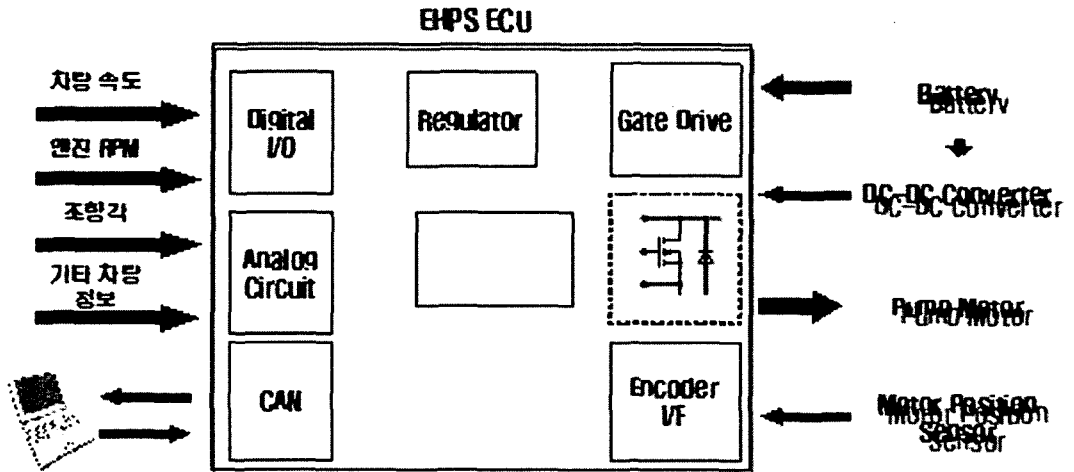 EHPS ECU
차량 속도
엔진 RPM
조향각
기타 차량
정보
Digital
I/O
Analog
Circuit
CAN
Regulator
Gate Drive
Encoder
I/F
Battery
DC-DC Converter
Pump Motor
Motor Position
Sensor